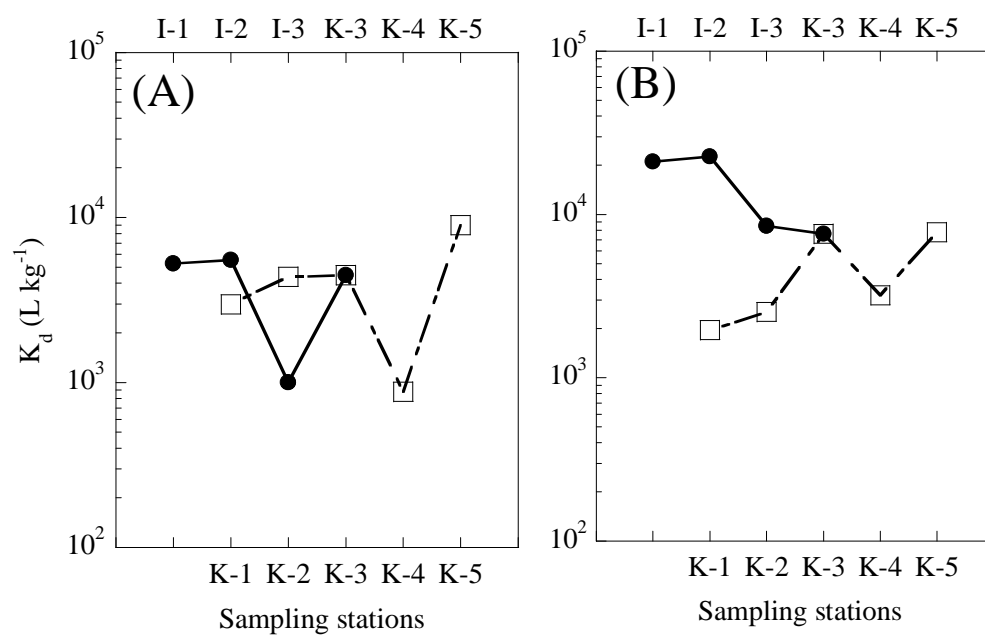 I-1 I-2 I-3 K-3 K-4 K-5
(A)
10^5
10^4
10^3
10^2
K_d (L kg^-1)
K-1 K-2 K-3 K-4 K-5
Sampling stations
I-1 I-2 I-3 K-3 K-4 K-5
(B)
10^5
10^4
10^3
10^2
K-1 K-2 K-3 K-4 K-5
Sampling stations